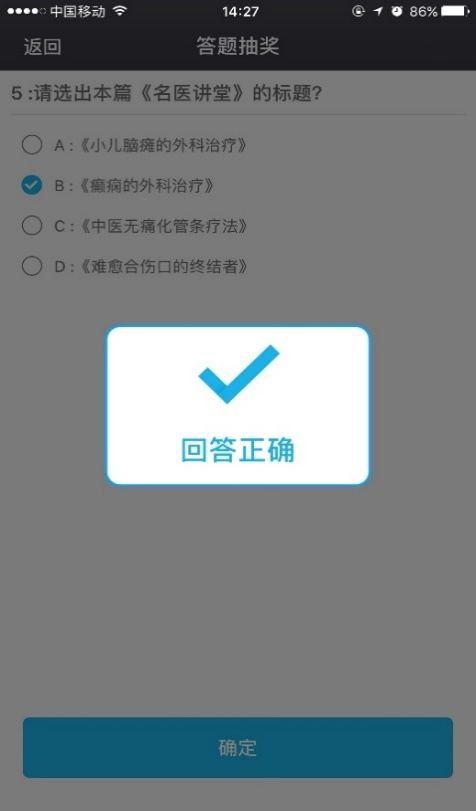 中国移动 14:27 86%
返回 答题抽奖
5 :请选出本篇《名医讲堂》的标题?
A :《小儿脑瘫的外科治疗》
B :《癫痫的外科治疗》
C :《中医无痛化管条疗法》
D :《难愈合伤口的终结者》
回答正确
确定